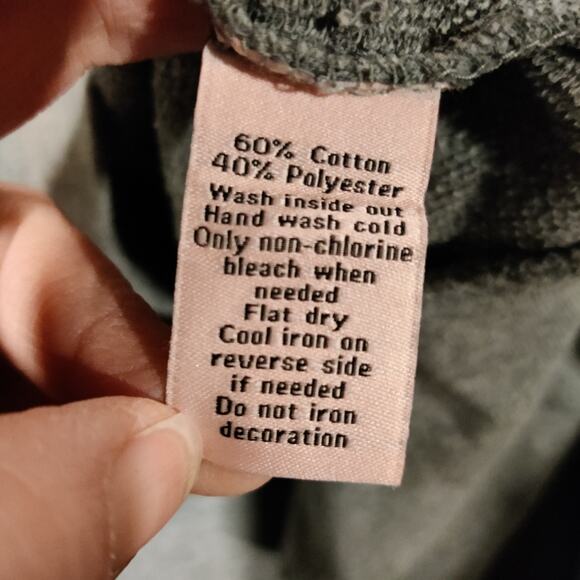 60% Cotton
40% Polyester
Wash inside out
Hand wash cold
Only non-chlorine
bleach when
needed
Flat dry
Cool iron on
reverse side
if needed
Do not iron
decoration